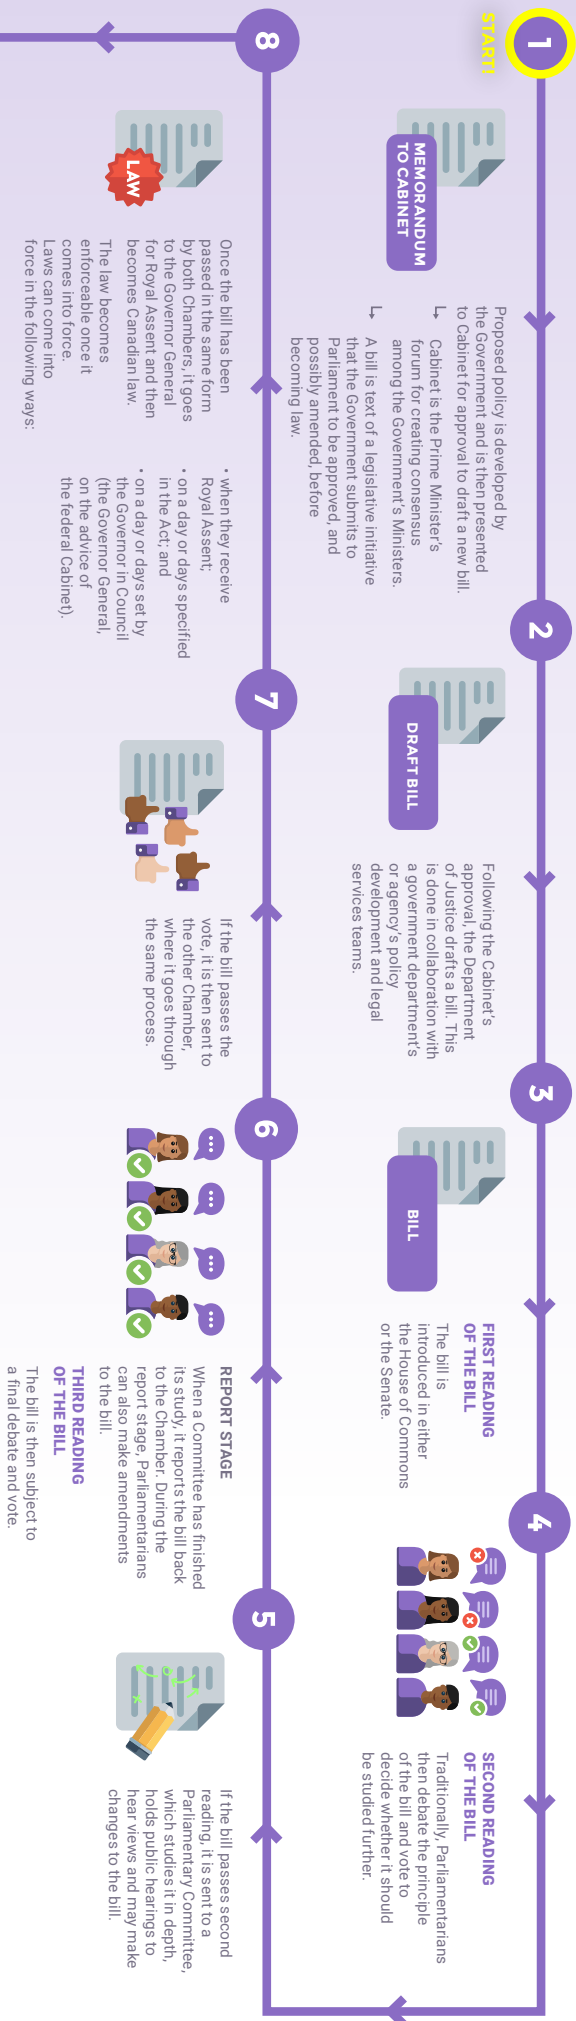 1
START!
MEMORANDUM
TO CABINET
Proposed policy is developed by
the Government and is then presented
to Cabinet for approval to draft a new bill.
↳ Cabinet is the Prime Minister's
forum for creating consensus
among the Government's Ministers.
↳ A bill is text of a legislative initiative
that the Government submits to
Parliament to be approved, and
possibly amended, before
becoming law.
2
DRAFT BILL
Following the Cabinet's
approval, the Department
of Justice drafts a bill. This
is done in collaboration with
a government department's
or agency's policy
development and legal
services teams.
3
BILL
FIRST READING
OF THE BILL
The bill is
introduced in either
the House of Commons
or the Senate.
4
SECOND READING
OF THE BILL
Traditionally, Parliamentarians
then debate the principle
of the bill and vote to
decide whether it should
be studied further.
5
If the bill passes second
reading, it is sent to a
Parliamentary Committee,
which studies it in depth,
holds public hearings to
hear views and may make
changes to the bill.
6
REPORT STAGE
When a Committee has finished
its study, it reports the bill back
to the Chamber. During the
report stage, Parliamentarians
can also make amendments
to the bill.
THIRD READING
OF THE BILL
The bill is then subject to
a final debate and vote.
7
If the bill passes the
vote, it is then sent to
the other Chamber,
where it goes through
the same process.
8
LAW
Once the bill has been
passed in the same form
by both Chambers, it goes
to the Governor General
for Royal Assent and then
becomes Canadian law.
The law becomes
enforceable once it
comes into force.
Laws can come into
force in the following ways:
• when they receive
Royal Assent;
• on a day or days specified
in the Act; and
• on a day or days set by
the Governor in Council
(the Governor General,
on the advice of
the federal Cabinet).